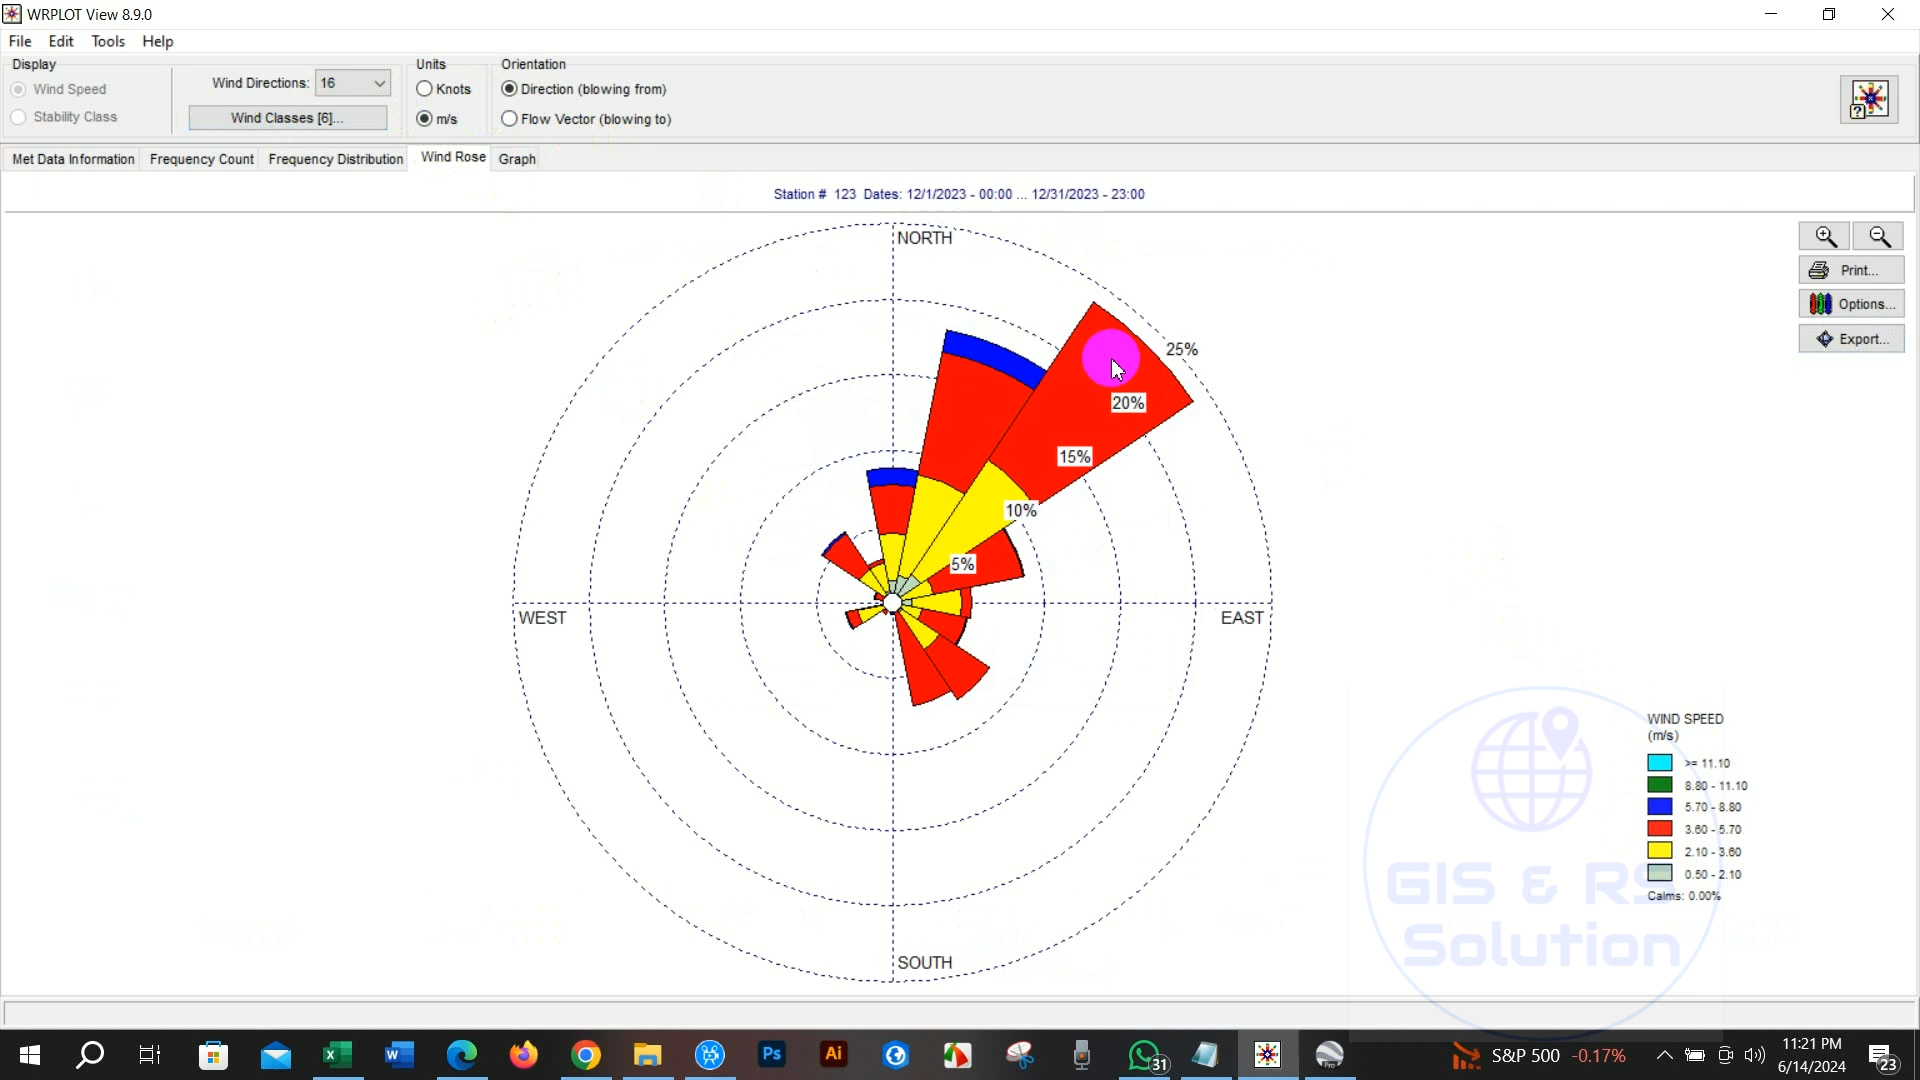 WRPLOT View 8.9.0
File Edit Tools Help
Display
Units
Orientation
Wind Speed
Wind Directions: 16
Knots
Direction (blowing from)
Stability Class
Wind Classes [6]...
m/s
Flow Vector (blowing to)
Met Data Information Frequency Count Frequency Distribution Wind Rose Graph
Station # 123 Dates: 12/1/2023 - 00:00 ... 12/31/2023 - 23:00
NORTH
Print...
Options...
Export...
25%
20%
15%
10%
5%
WEST
EAST
SOUTH
WIND SPEED
(m/s)
>= 11.10
8.80 - 11.10
5.70 - 8.80
3.60 - 5.70
2.10 - 3.60
0.50 - 2.10
Calms: 0.00%
GIS & RS
Solution
X
W
Ps
Ai
31
Pro
S&P 500 -0.17%
11:21 PM
6/14/2024
23